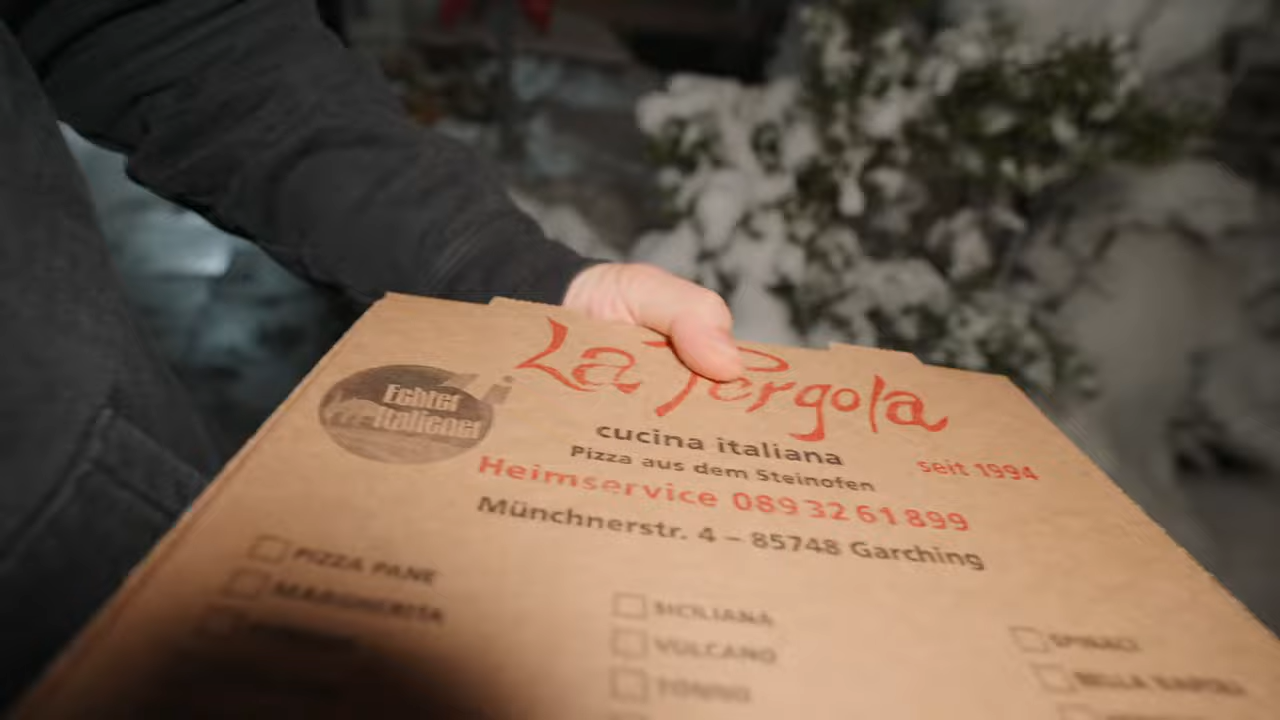 La Pergola
Echter
Italiener
cucina italiana
seit 1994
Pizza aus dem Steinofen
Heimservice 089 32 61 899
Münchnerstr. 4 – 85748 Garching
PIZZA PANE
MARGHERITA
SICILIANA
VULCANO
TONNO
SPINACI
BELLA NAPOLI